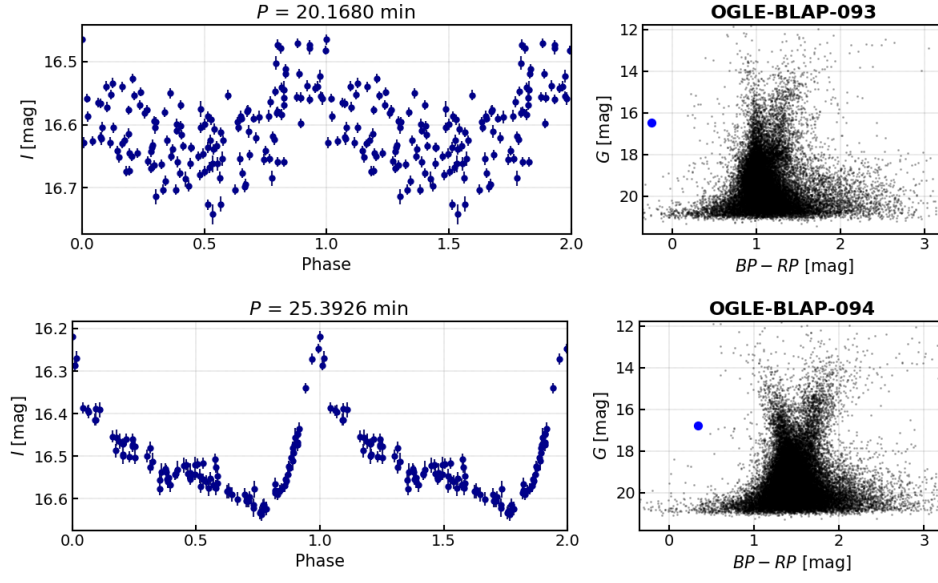 P = 20.1680 min
OGLE-BLAP-093
16.5
16.6
16.7
I [mag]
0.0 0.5 1.0 1.5 2.0
Phase
12
14
16
18
20
G [mag]
0 1 2 3
BP − RP [mag]
P = 25.3926 min
OGLE-BLAP-094
16.2
16.3
16.4
16.5
16.6
I [mag]
0.0 0.5 1.0 1.5 2.0
Phase
12
14
16
18
20
G [mag]
0 1 2 3
BP − RP [mag]